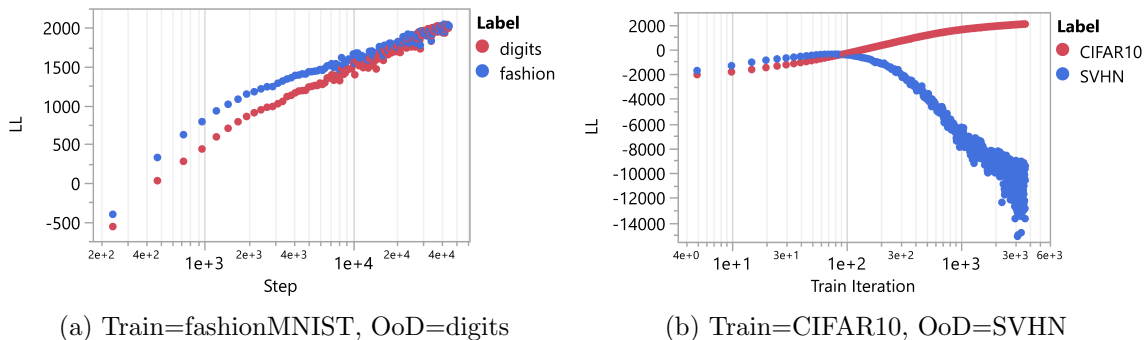 2000
1500
1000
500
0
-500
LL
2e+2 4e+2 1e+3 2e+3 4e+3 1e+4 2e+4 4e+4
Step
Label
digits
fashion
(a) Train=fashionMNIST, OoD=digits
2000
0
-2000
-4000
-6000
-8000
-10000
-12000
-14000
LL
4e+0 1e+1 3e+1 1e+2 3e+2 1e+3 3e+3 6e+3
Train Iteration
Label
CIFAR10
SVHN
(b) Train=CIFAR10, OoD=SVHN